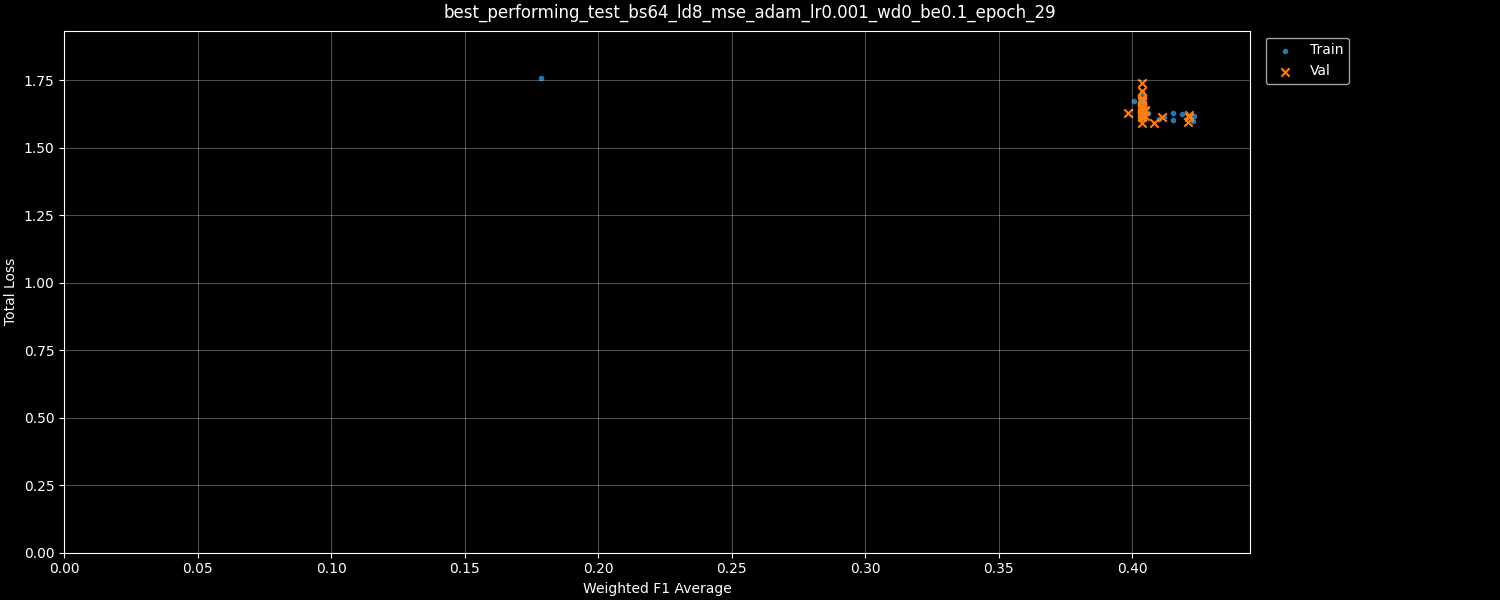 best_performing_test_bs64_ld8_mse_adam_lr0.001_wd0_be0.1_epoch_29
Train
Val
1.75
1.50
1.25
1.00
0.75
0.50
0.25
0.00
Total Loss
0.00 0.05 0.10 0.15 0.20 0.25 0.30 0.35 0.40
Weighted F1 Average